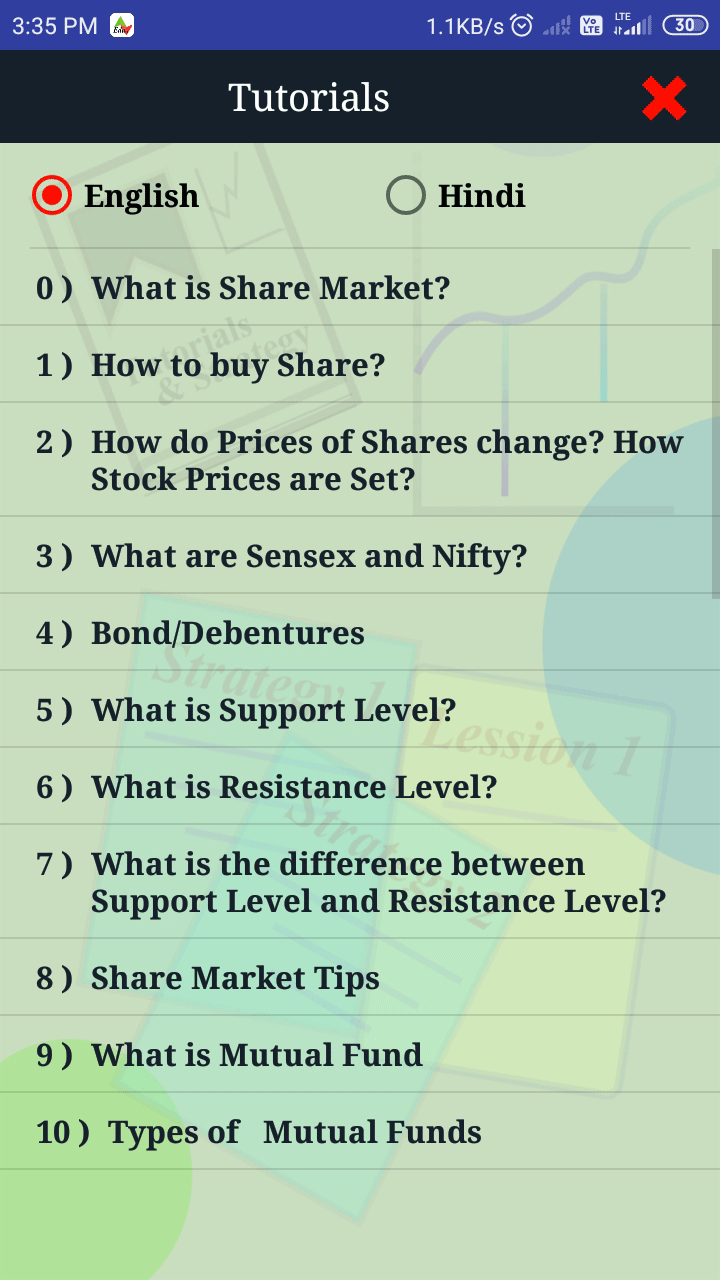 3:35 PM
1.1KB/s
Vo
LTE
LTE
30
Tutorials
English
Hindi
0 ) What is Share Market?
1 ) How to buy Share?
2 ) How do Prices of Shares change? How
Stock Prices are Set?
3 ) What are Sensex and Nifty?
4 ) Bond/Debentures
5 ) What is Support Level?
6 ) What is Resistance Level?
7 ) What is the difference between
Support Level and Resistance Level?
8 ) Share Market Tips
9 ) What is Mutual Fund
10 ) Types of Mutual Funds
Tutorials
& Strategy
Strategy 1
Lession 1
Strategy 2